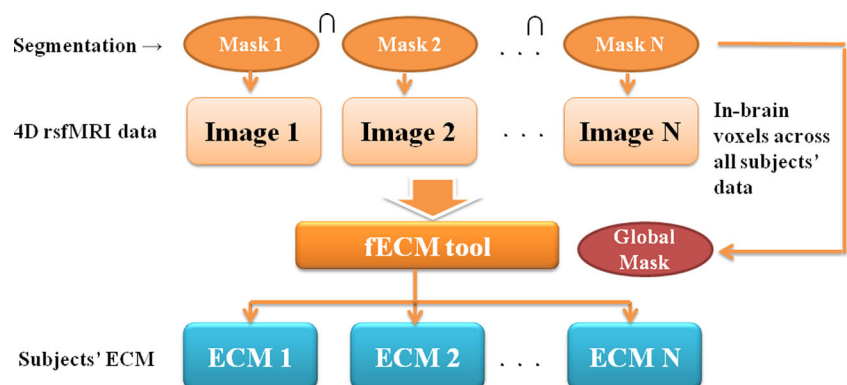 ∩ ∩
Segmentation → Mask 1 Mask 2 . . . Mask N
4D rsfMRI data Image 1 Image 2 . . . Image N
In-brain
voxels across
all subjects’
data
fECM tool
Global
Mask
Subjects’ ECM ECM 1 ECM 2 . . . ECM N